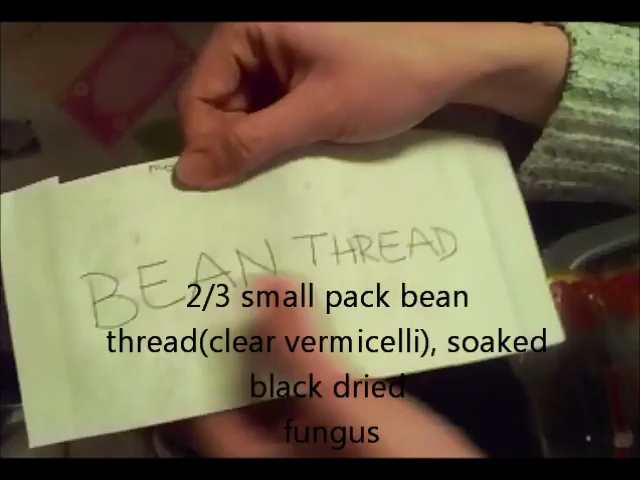 BEAN THREAD
2/3 small pack bean
thread(clear vermicelli), soaked
black dried
fungus